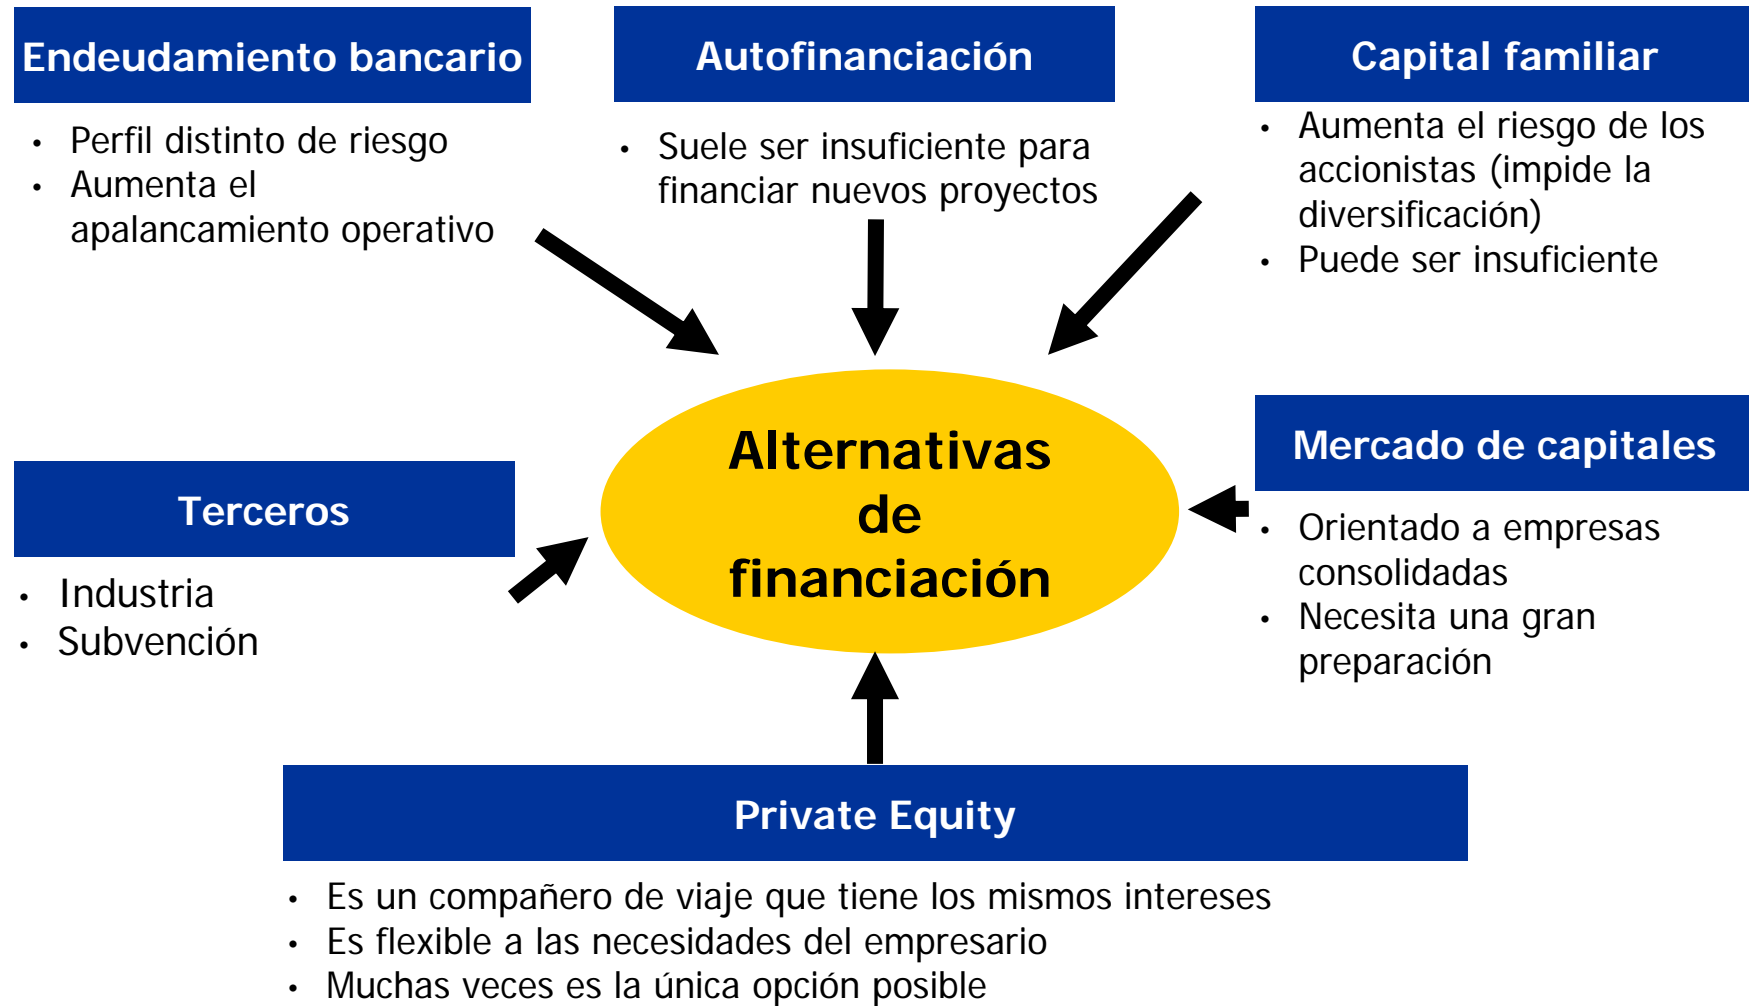 Endeudamiento bancario
• Perfil distinto de riesgo
• Aumenta el
apalancamiento operativo
Autofinanciación
• Suele ser insuficiente para
financiar nuevos proyectos
Capital familiar
• Aumenta el riesgo de los
accionistas (impide la
diversificación)
• Puede ser insuficiente
Terceros
• Industria
• Subvención
Alternativas
de
financiación
Mercado de capitales
• Orientado a empresas
consolidadas
• Necesita una gran
preparación
Private Equity
• Es un compañero de viaje que tiene los mismos intereses
• Es flexible a las necesidades del empresario
• Muchas veces es la única opción posible